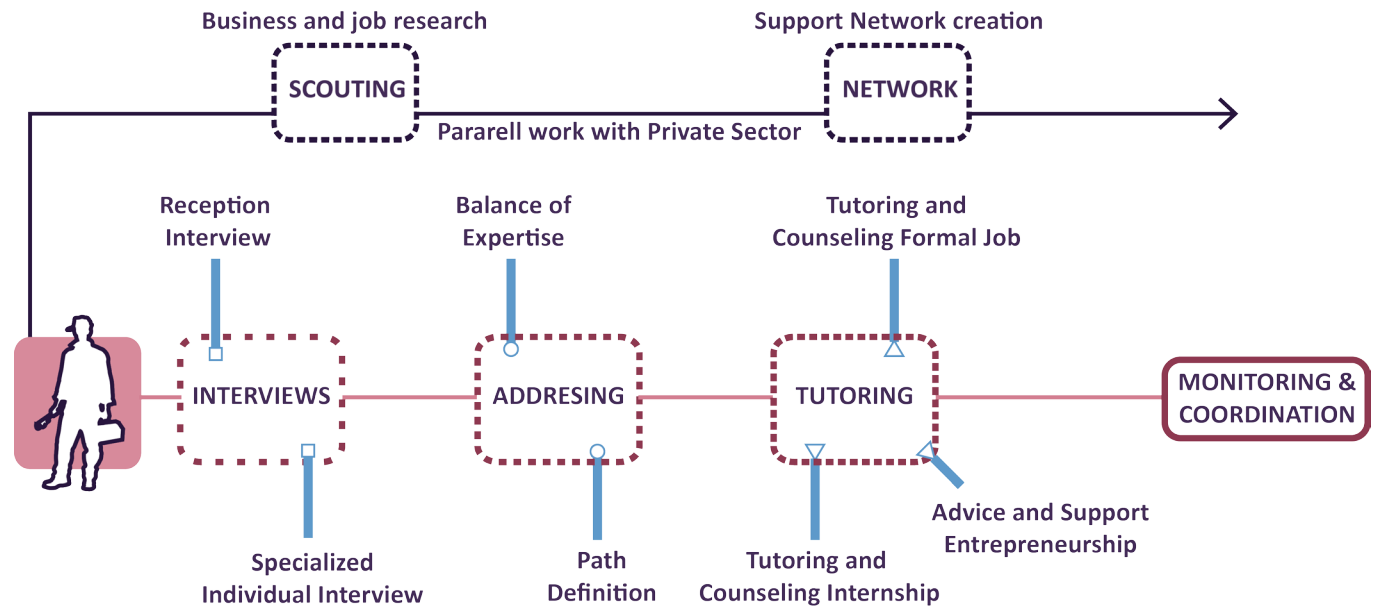 Business and job research
Support Network creation
SCOUTING
NETWORK
Pararell work with Private Sector
Reception
Interview
Balance of
Expertise
Tutoring and
Counseling Formal Job
INTERVIEWS
ADDRESING
TUTORING
MONITORING &
COORDINATION
Specialized
Individual Interview
Path
Definition
Tutoring and
Counseling Internship
Advice and Support
Entrepreneurship